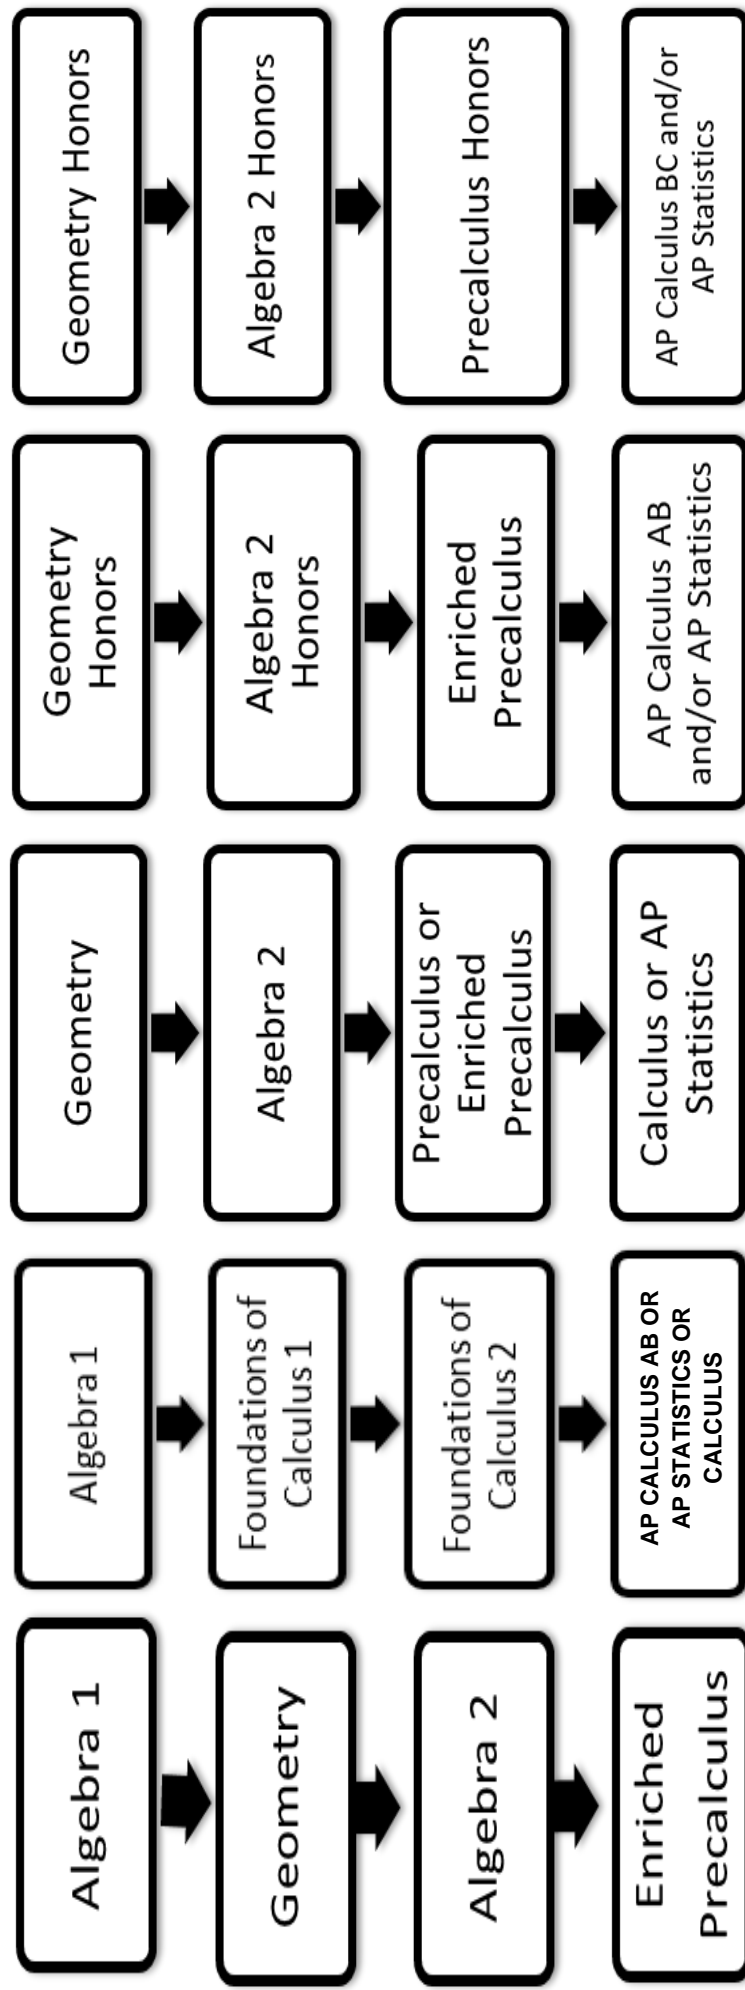 Algebra 1
Geometry
Algebra 2
Enriched
Precalculus
Algebra 1
Foundations of
Calculus 1
Foundations of
Calculus 2
AP CALCULUS AB OR
AP STATISTICS OR
CALCULUS
Geometry
Algebra 2
Precalculus or
Enriched
Precalculus
Calculus or AP
Statistics
Geometry
Honors
Algebra 2
Honors
Enriched
Precalculus
AP Calculus AB
and/or AP Statistics
Geometry Honors
Algebra 2 Honors
Precalculus Honors
AP Calculus BC and/or
AP Statistics